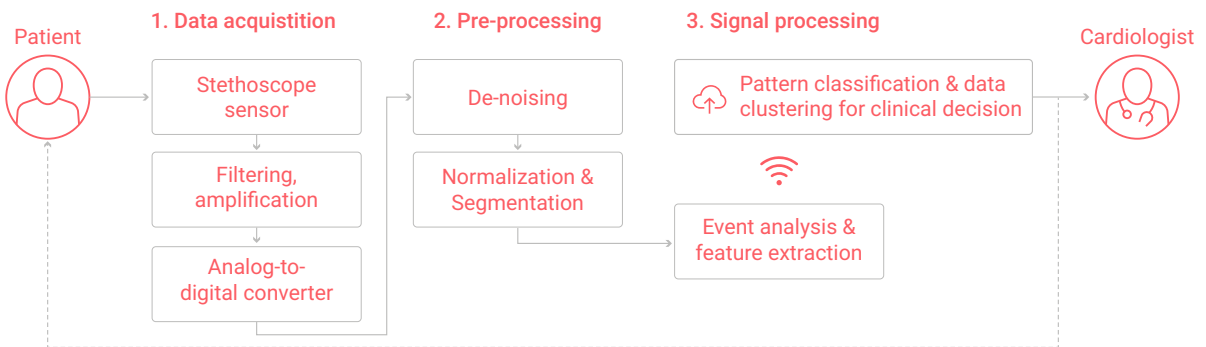 Patient
1. Data acquistition
Stethoscope
sensor
Filtering,
amplification
Analog-to-
digital converter
2. Pre-processing
De-noising
Normalization &
Segmentation
3. Signal processing
Pattern classification & data
clustering for clinical decision
Event analysis &
feature extraction
Cardiologist